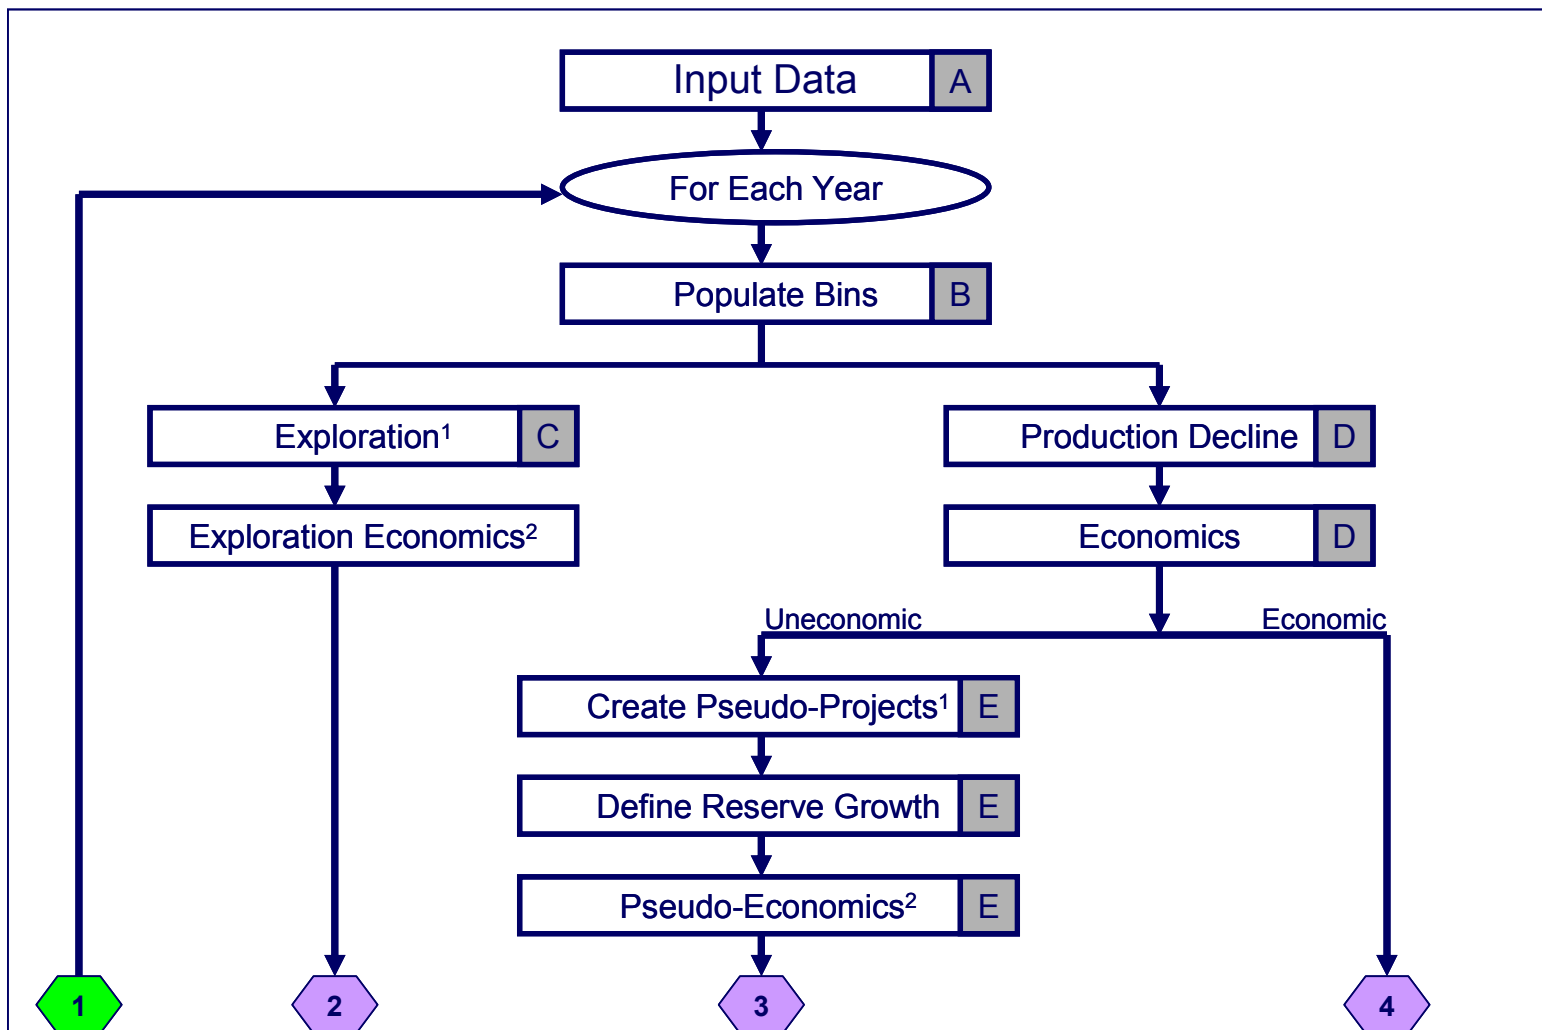 Input Data A
For Each Year
Populate Bins B
Exploration¹ C
Production Decline D
Exploration Economics²
Economics D
Uneconomic
Economic
Create Pseudo-Projects¹ E
Define Reserve Growth E
Pseudo-Economics² E
1
2
3
4